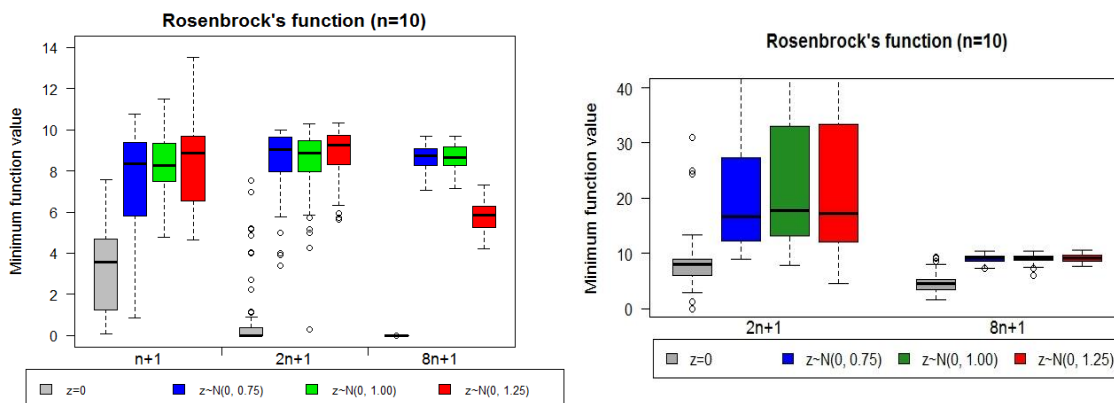 Rosenbrock's function (n=10)
Minimum function value
14
12
10
8
6
4
2
0
n+1 2n+1 8n+1
z=0 z~N(0, 0.75) z~N(0, 1.00) z~N(0, 1.25)
Rosenbrock's function (n=10)
Minimum function value
40
30
20
10
0
2n+1 8n+1
z=0 z~N(0, 0.75) z~N(0, 1.00) z~N(0, 1.25)